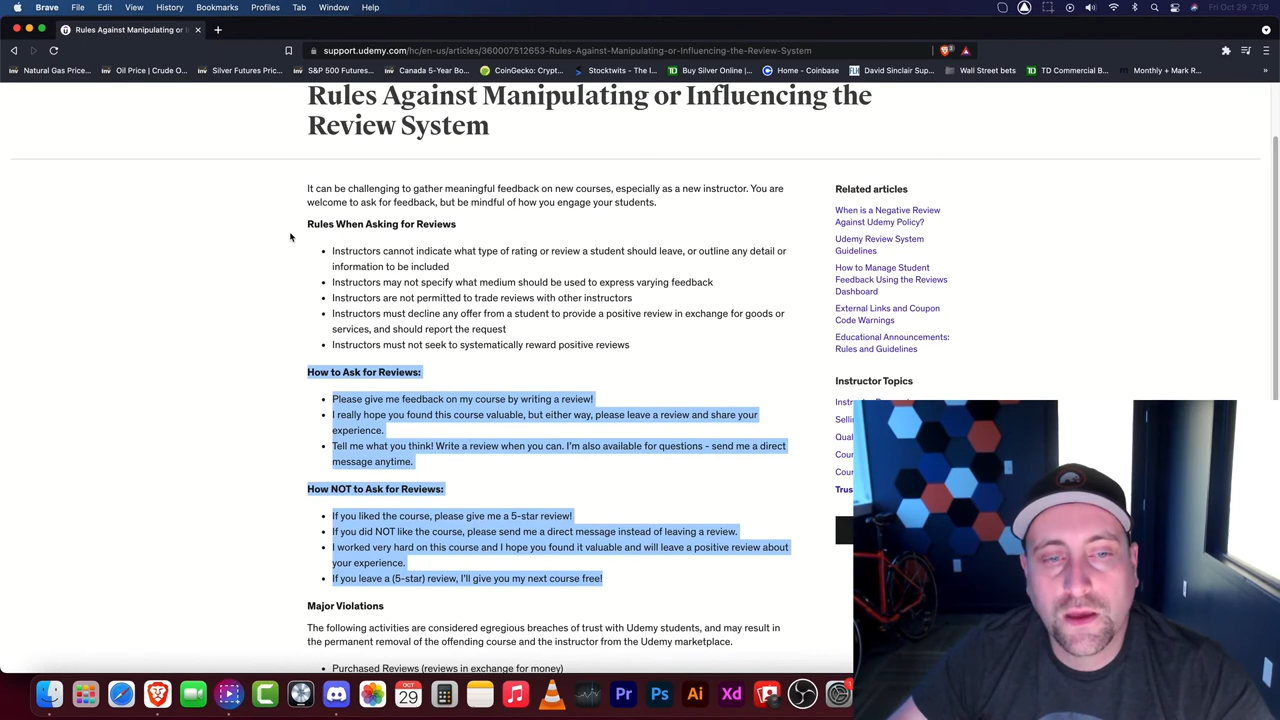 Brave File Edit View History Bookmarks Profiles Tab Window Help Fri Oct 29 7:59
Rules Against Manipulating or I
support.udemy.com/hc/en-us/articles/360007512653-Rules-Against-Manipulating-or-Influencing-the-Review-System
Natural Gas Price... Oil Price | Crude O... Silver Futures Pric... S&P 500 Futures... Canada 5-Year Bo... CoinGecko: Crypt... Stocktwits - The l... Buy Silver Online |... Home - Coinbase David Sinclair Sup... Wall Street bets TD Commercial B... Monthly + Mark R... »
Rules Against Manipulating or Influencing the
Review System
It can be challenging to gather meaningful feedback on new courses, especially as a new instructor. You are
welcome to ask for feedback, but be mindful of how you engage your students.
Rules When Asking for Reviews
• Instructors cannot indicate what type of rating or review a student should leave, or outline any detail or
information to be included
• Instructors may not specify what medium should be used to express varying feedback
• Instructors are not permitted to trade reviews with other instructors
• Instructors must decline any offer from a student to provide a positive review in exchange for goods or
services, and should report the request
• Instructors must not seek to systematically reward positive reviews
How to Ask for Reviews:
• Please give me feedback on my course by writing a review!
• I really hope you found this course valuable, but either way, please leave a review and share your
experience.
• Tell me what you think! Write a review when you can. I'm also available for questions - send me a direct
message anytime.
How NOT to Ask for Reviews:
• If you liked the course, please give me a 5-star review!
• If you did NOT like the course, please send me a direct message instead of leaving a review.
• I worked very hard on this course and I hope you found it valuable and will leave a positive review about
your experience.
• If you leave a (5-star) review, I'll give you my next course free!
Major Violations
The following activities are considered egregious breaches of trust with Udemy students, and may result in
the permanent removal of the offending course and the instructor from the Udemy marketplace.
• Purchased Reviews (reviews in exchange for money)
Related articles
When is a Negative Review
Against Udemy Policy?
Udemy Review System
Guidelines
How to Manage Student
Feedback Using the Reviews
Dashboard
External Links and Coupon
Code Warnings
Educational Announcements:
Rules and Guidelines
Instructor Topics
Selli
Qual
Cour
Cour
Trus
OCT
29
Pr Ps Ai Xd